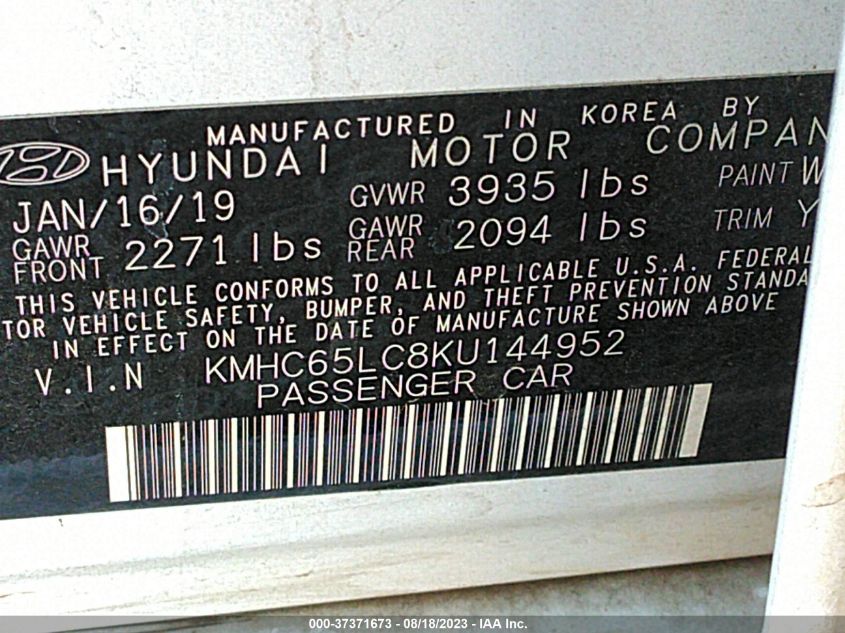 MANUFACTURED IN KOREA BY
HYUNDAI MOTOR COMPAN
JAN/16/19 GVWR 3935 lbs PAINT W
GAWR FRONT 2271 lbs GAWR REAR 2094 lbs TRIM Y
THIS VEHICLE CONFORMS TO ALL APPLICABLE U.S.A. FEDERAL
TOR VEHICLE SAFETY, BUMPER, AND THEFT PREVENTION STANDA
IN EFFECT ON THE DATE OF MANUFACTURE SHOWN ABOVE
V.I.N KMHC65LC8KU144952
PASSENGER CAR
000-37371673 - 08/18/2023 - IAA Inc.